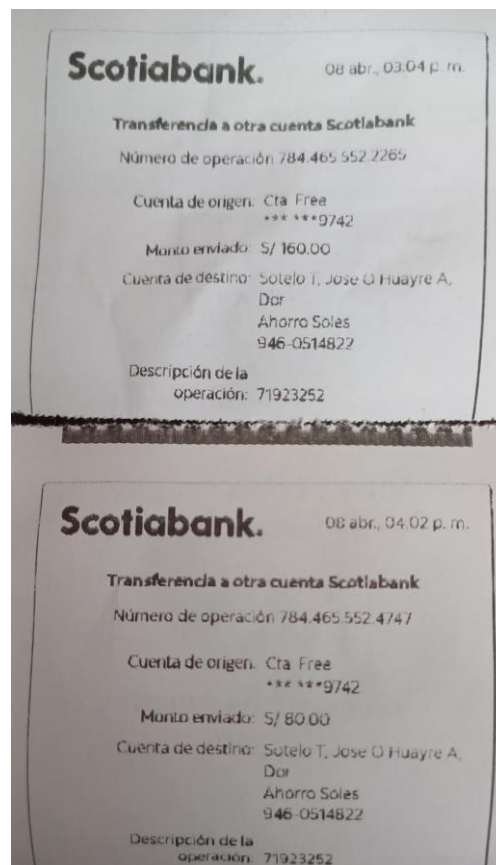 Scotiabank.
08 abr., 03.04 p. m.
Transferencia a otra cuenta Scotiabank
Número de operación 784.465.552.2265
Cuenta de origen: Cta Free
*** ***9742
Monto enviado: S/ 160.00
Cuenta de destino: Sotelo T, Jose O Huayre A,
Dor
Ahorro Soles
946-0514822
Descripción de la
operación: 71923252
Scotiabank.
08 abr., 04.02 p. m.
Transferencia a otra cuenta Scotiabank
Número de operación 784.465.552.4747
Cuenta de origen: Cta Free
*** ***9742
Monto enviado: S/ 80.00
Cuenta de destino: Sotelo T, Jose O Huayre A,
Dor
Ahorro Soles
946-0514822
Descripción de la
operación: 71923252